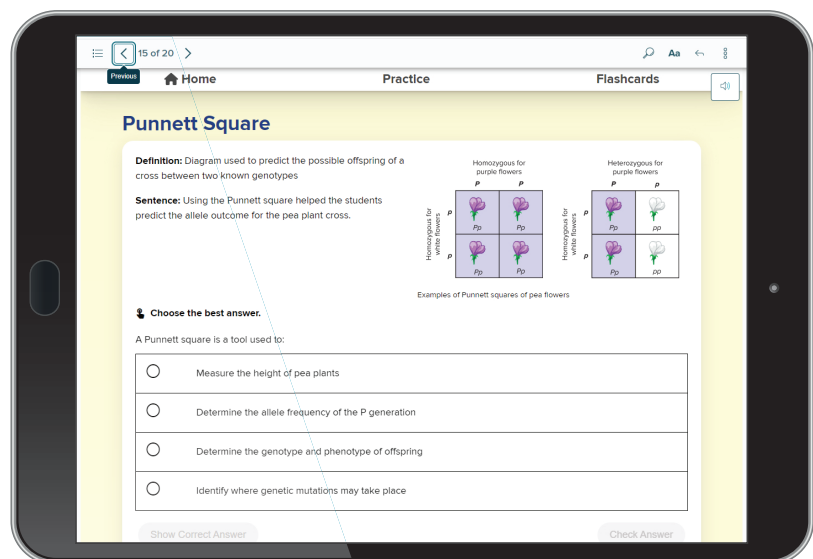 15 of 20
Aa
Previous
Home
Practice
Flashcards
Punnett Square
Definition: Diagram used to predict the possible offspring of a
cross between two known genotypes
Sentence: Using the Punnett square helped the students
predict the allele outcome for the pea plant cross.
Homozygous for
purple flowers
P P
Homozygous for
white flowers
p
Pp Pp
p
Pp Pp
Heterozygous for
purple flowers
P p
Homozygous for
white flowers
p
Pp pp
p
Pp pp
Examples of Punnett squares of pea flowers
Choose the best answer.
A Punnett square is a tool used to:
Measure the height of pea plants
Determine the allele frequency of the P generation
Determine the genotype and phenotype of offspring
Identify where genetic mutations may take place
Show Correct Answer
Check Answer